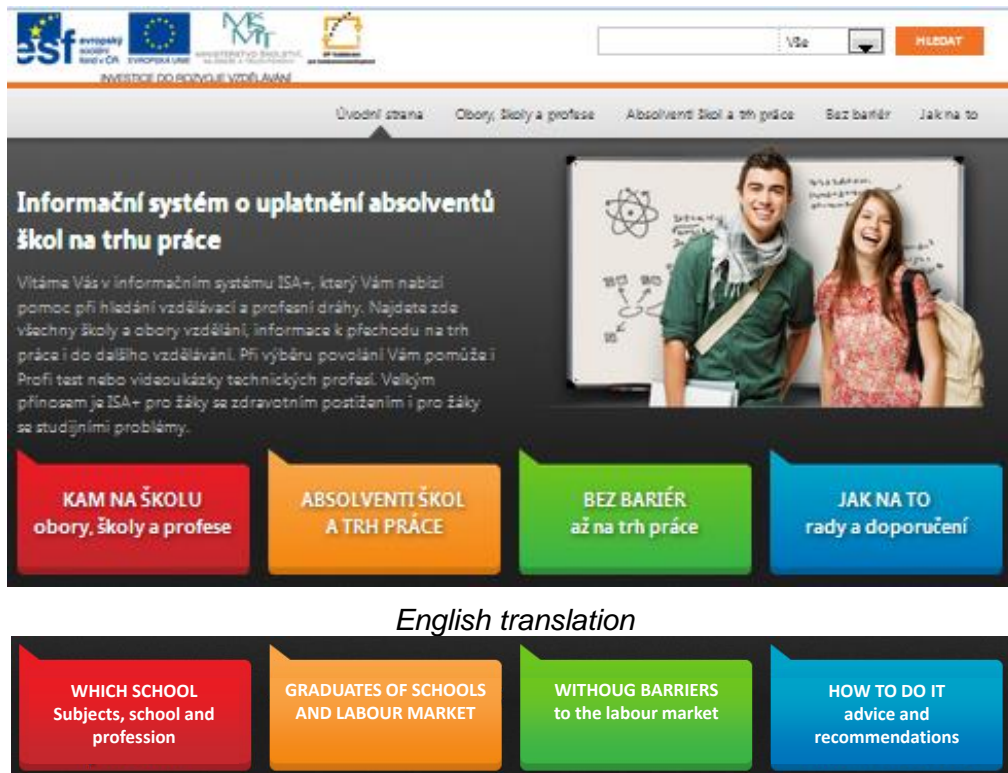 esf evropský
sociální
fond v ČR
EVROPSKÁ UNIE
INVESTICE DO ROZVOJE VZDĚLÁVÁNÍ
Vše
HLEDAT
Úvodní strana Obory, školy a profese Absolventi škol a trh práce Bez bariér Jak na to
Informační systém o uplatnění absolventů
škol na trhu práce
Vítáme Vás v informačním systému ISA+, který Vám nabízí
pomoc při hledání vzdělávací a profesní dráhy. Najdete zde
všechny školy a obory vzdělání, informace k přechodu na trh
práce i do dalšího vzdělávání. Při výběru povolání Vám pomůže i
Profi test nebo videoukázky technických profesí. Velkým
přínosem je ISA+ pro žáky se zdravotním postižením i pro žáky
se studijními problémy.
KAM NA ŠKOLU
obory, školy a profese
ABSOLVENTI ŠKOL
A TRH PRÁCE
BEZ BARIÉR
až na trh práce
JAK NA TO
rady a doporučení
English translation
WHICH SCHOOL
Subjects, school and
profession
GRADUATES OF SCHOOLS
AND LABOUR MARKET
WITHOUG BARRIERS
to the labour market
HOW TO DO IT
advice and
recommendations